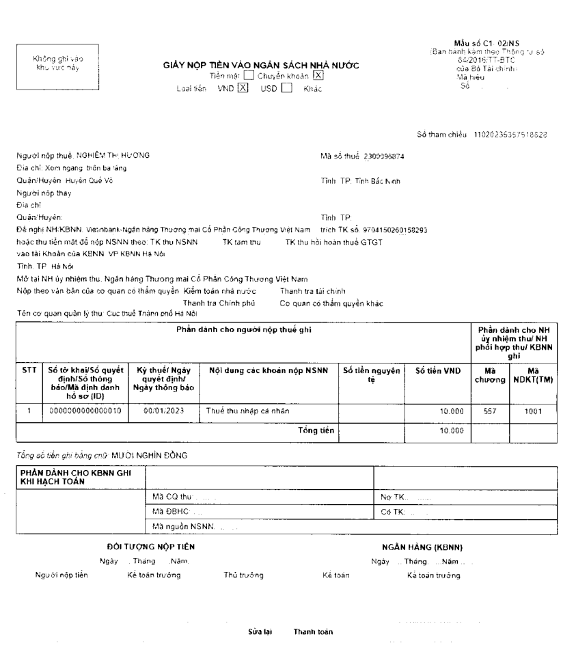 Không ghi vào
khu vực này
Mẫu số C1 02/NS
(Ban hành kèm theo Thông tư số
84/2016/TT-BTC
của Bộ Tài chính)
Mã hiệu
Số
GIẤY NỘP TIỀN VÀO NGÂN SÁCH NHÀ NƯỚC
Tiền mặt Chuyển khoản X
Loại tiền VND X USD Khác
Số tham chiếu
Người nộp thuế NGHIÊM THỊ HƯƠNG Mã số thuế 2300996874
Địa chỉ Xóm ngang thôn ba làng
Quận/Huyện Huyện Quế Võ Tỉnh TP. Tỉnh Bắc Ninh
Người nộp thay
Địa chỉ
Quận/Huyện. Tỉnh TP.
Đề nghị NH/KBNN. Vietinbank-Ngân hàng Thương mại Cổ Phần Công Thương Việt Nam trích TK số. 9704150260158293
hoặc thu tiền mặt để nộp NSNN theo: TK thu NSNN TK tạm thu TK thu hồi hoàn thuế GTGT
vào tài Khoản của KBNN VP KBNN Hà Nội
Tỉnh TP Hà Nội
Mở tại NH ủy nhiệm thu. Ngân hàng Thương mại Cổ Phần Công Thương Việt Nam
Nộp theo văn bản của cơ quan có thẩm quyền Kiểm toán nhà nước Thanh tra tài chính
Thanh tra Chính phủ Cơ quan có thẩm quyền khác
Tên cơ quan quản lý thu Cục thuế Thành phố Hà Nội
Phần dành cho người nộp thuế ghi
Phần dành cho NH ủy nhiệm thu/ NH phối hợp thu/ KBNN ghi
STT Số tờ khai/Số quyết định/Số thông báo/Mã định danh hồ sơ (ID) Kỳ thuế/ Ngày quyết định/ Ngày thông báo Nội dung các khoản nộp NSNN Số tiền nguyên tệ Số tiền VND Mã chương Mã NDKT(TM)
1 0000000000000010 00/01/2023 Thuế thu nhập cá nhân 10.000 557 1001
Tổng tiền 10.000
Tổng số tiền ghi bằng chữ MƯỜI NGHÌN ĐỒNG
PHẦN DÀNH CHO KBNN GHI
KHI HẠCH TOÁN
Mã CQ thu: Nợ TK
Mã ĐBHC: Có TK
Mã nguồn NSNN:
ĐỐI TƯỢNG NỘP TIỀN NGÂN HÀNG (KBNN)
Ngày Tháng Năm Ngày Tháng Năm
Người nộp tiền Kế toán trưởng Thủ trưởng Kế toán Kế toán trưởng
Sửa lại Thanh toán